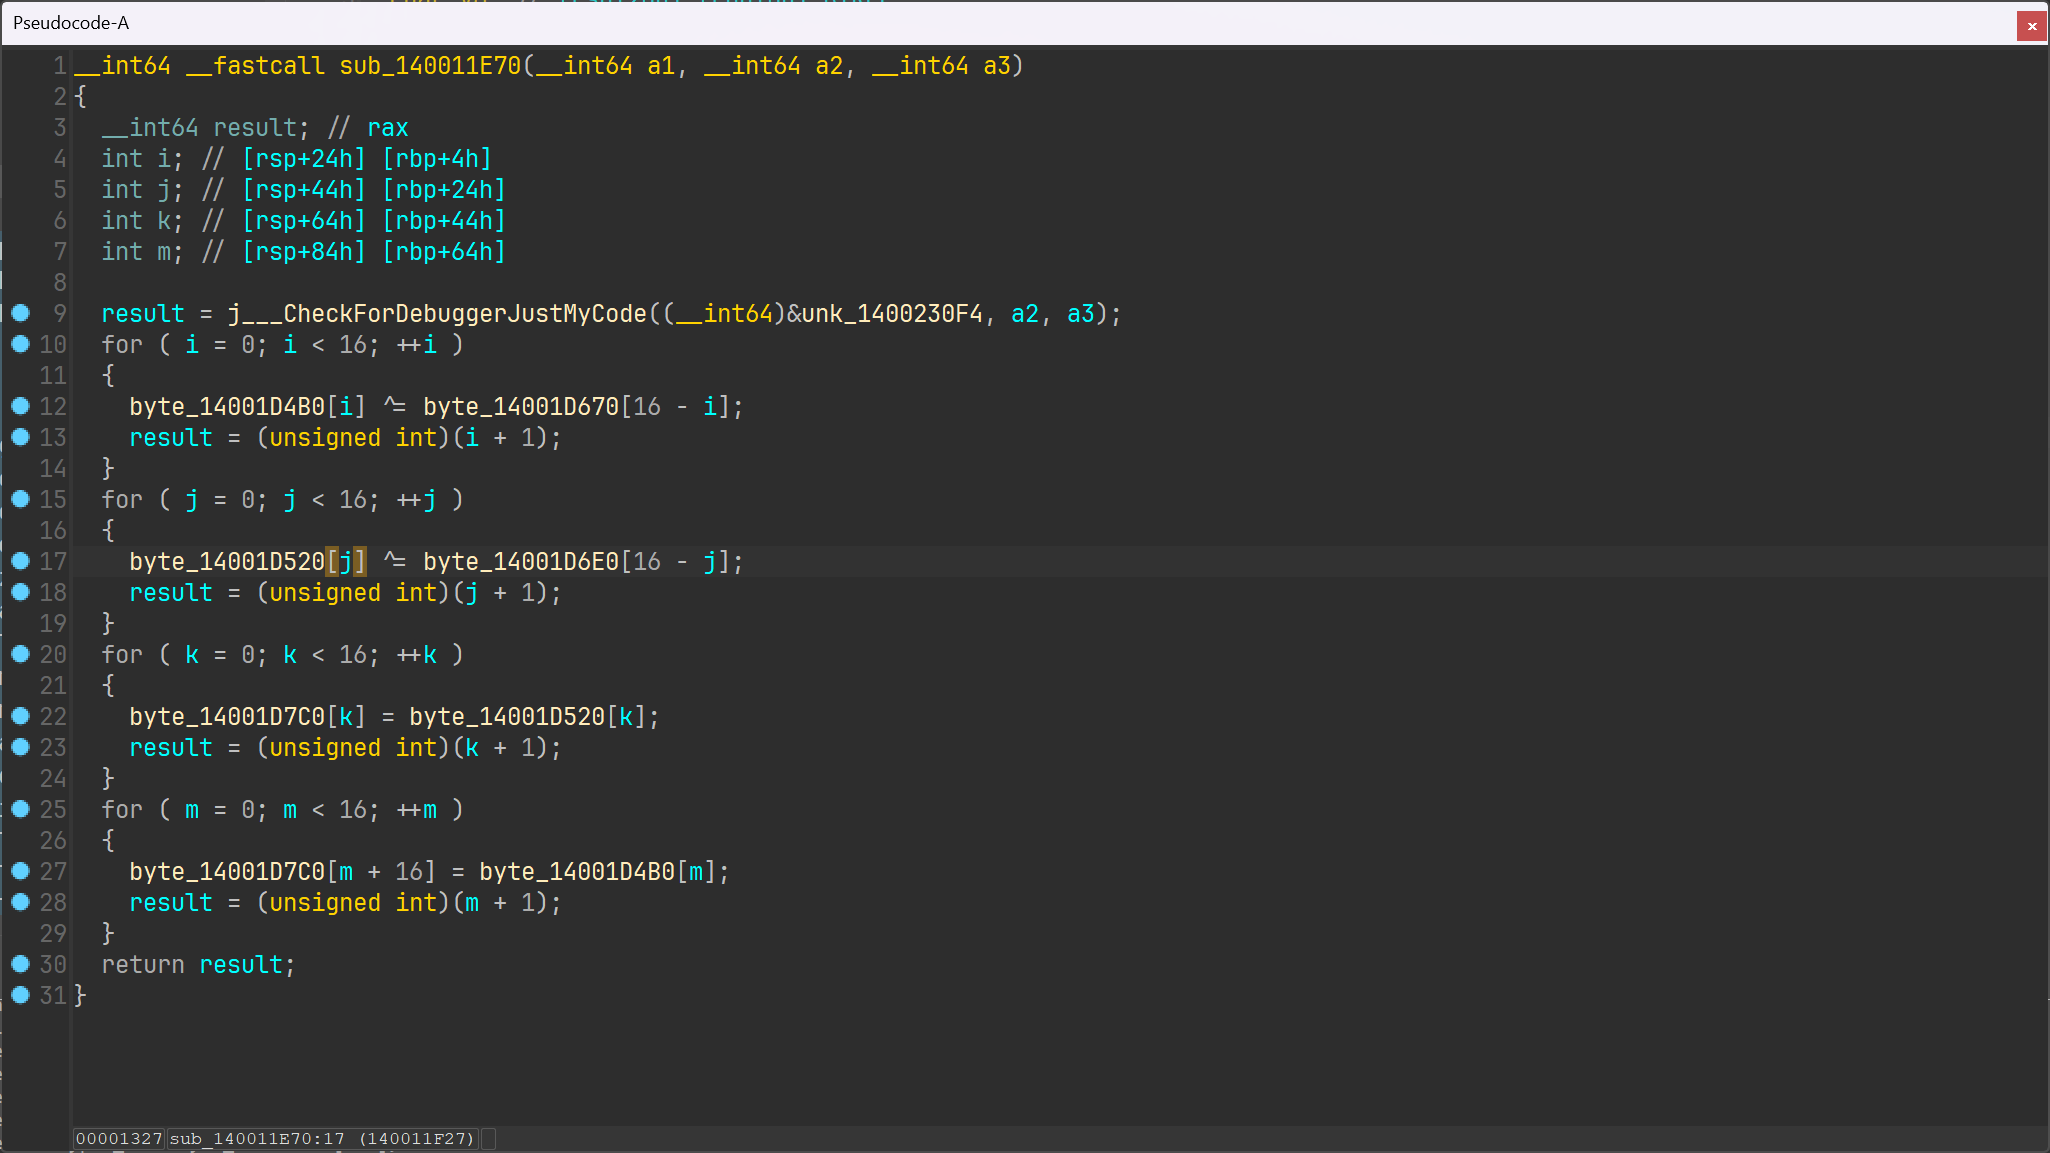 Pseudocode-A
×
1 __int64 __fastcall sub_140011E70(__int64 a1, __int64 a2, __int64 a3)
2 {
3   __int64 result; // rax
4   int i; // [rsp+24h] [rbp+4h]
5   int j; // [rsp+44h] [rbp+24h]
6   int k; // [rsp+64h] [rbp+44h]
7   int m; // [rsp+84h] [rbp+64h]
8
9   result = j___CheckForDebuggerJustMyCode((__int64)&unk_1400230F4, a2, a3);
10   for ( i = 0; i < 16; ++i )
11   {
12     byte_14001D4B0[i] ^= byte_14001D670[16 - i];
13     result = (unsigned int)(i + 1);
14   }
15   for ( j = 0; j < 16; ++j )
16   {
17     byte_14001D520[j] ^= byte_14001D6E0[16 - j];
18     result = (unsigned int)(j + 1);
19   }
20   for ( k = 0; k < 16; ++k )
21   {
22     byte_14001D7C0[k] = byte_14001D520[k];
23     result = (unsigned int)(k + 1);
24   }
25   for ( m = 0; m < 16; ++m )
26   {
27     byte_14001D7C0[m + 16] = byte_14001D4B0[m];
28     result = (unsigned int)(m + 1);
29   }
30   return result;
31 }
00001327 sub_140011E70:17 (140011F27)